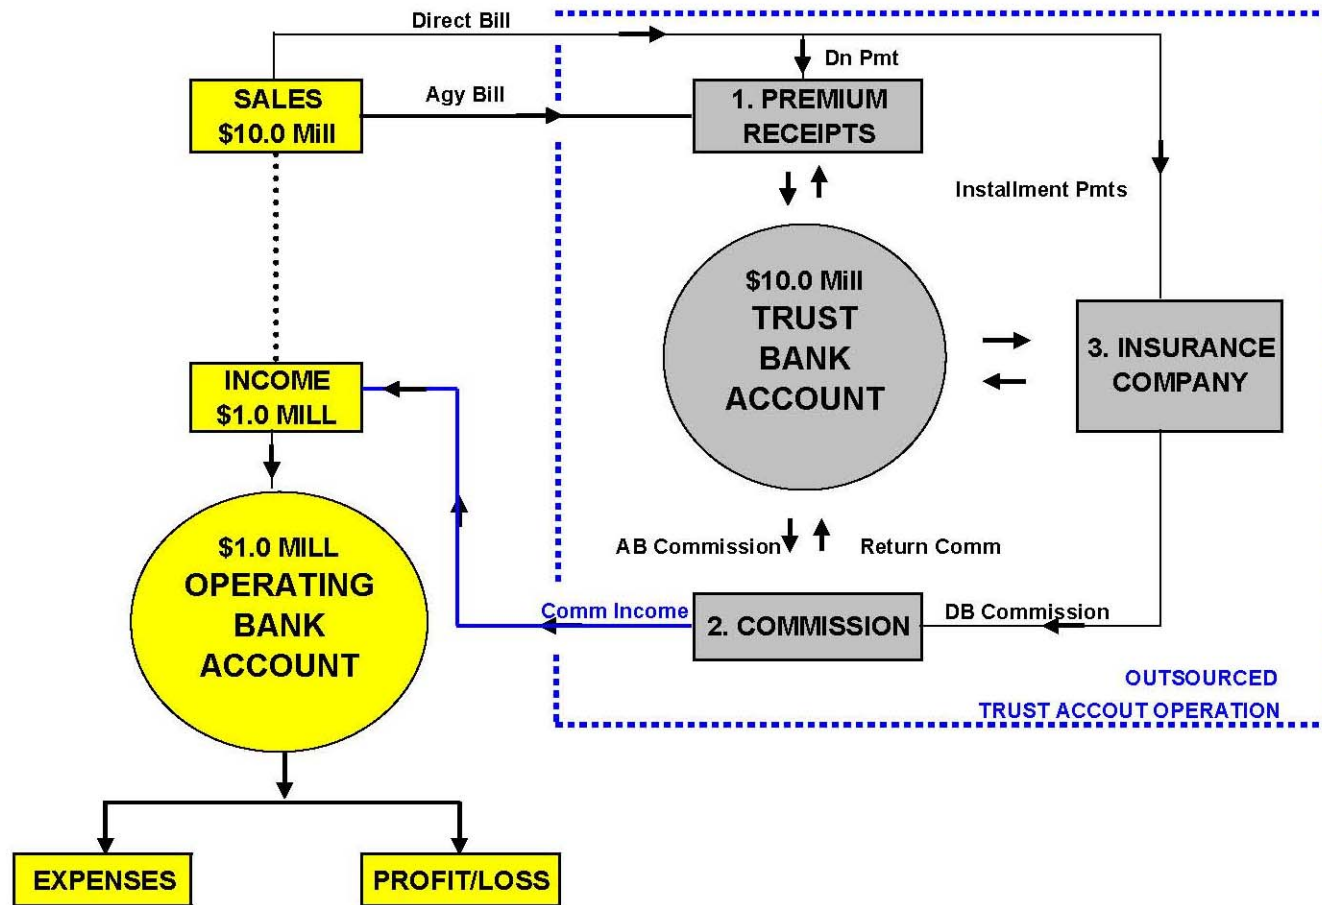 Direct Bill
Dn Pmt
SALES
$10.0 Mill
Agy Bill
1. PREMIUM
RECEIPTS
Installment Pmts
$10.0 Mill
TRUST
BANK
ACCOUNT
3. INSURANCE
COMPANY
INCOME
$1.0 MILL
$1.0 MILL
OPERATING
BANK
ACCOUNT
AB Commission
Return Comm
Comm Income
2. COMMISSION
DB Commission
OUTSOURCED
TRUST ACCOUT OPERATION
EXPENSES
PROFIT/LOSS